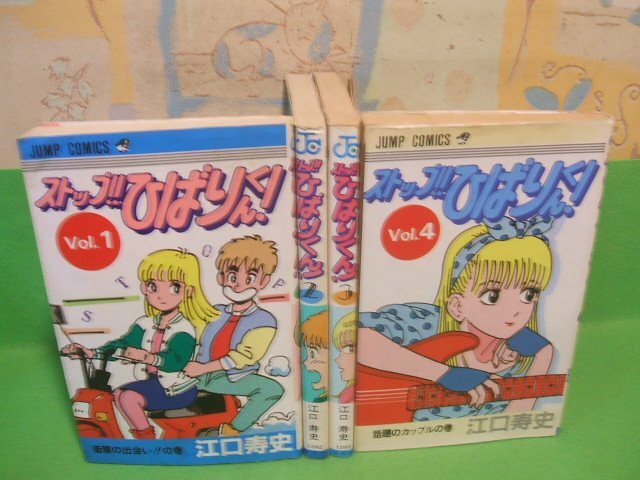 JUMP COMICS
ストップ!!ひばりくん!
Vol.1
S T O P
衝撃の出会い!!の巻
江口寿史
ストップ!!ひばりくん!
2
江口寿史
ストップ!!ひばりくん!
3
江口寿史
JUMP COMICS
ストップ!!ひばりくん!
Vol.4
話題のカップルの巻
江口寿史